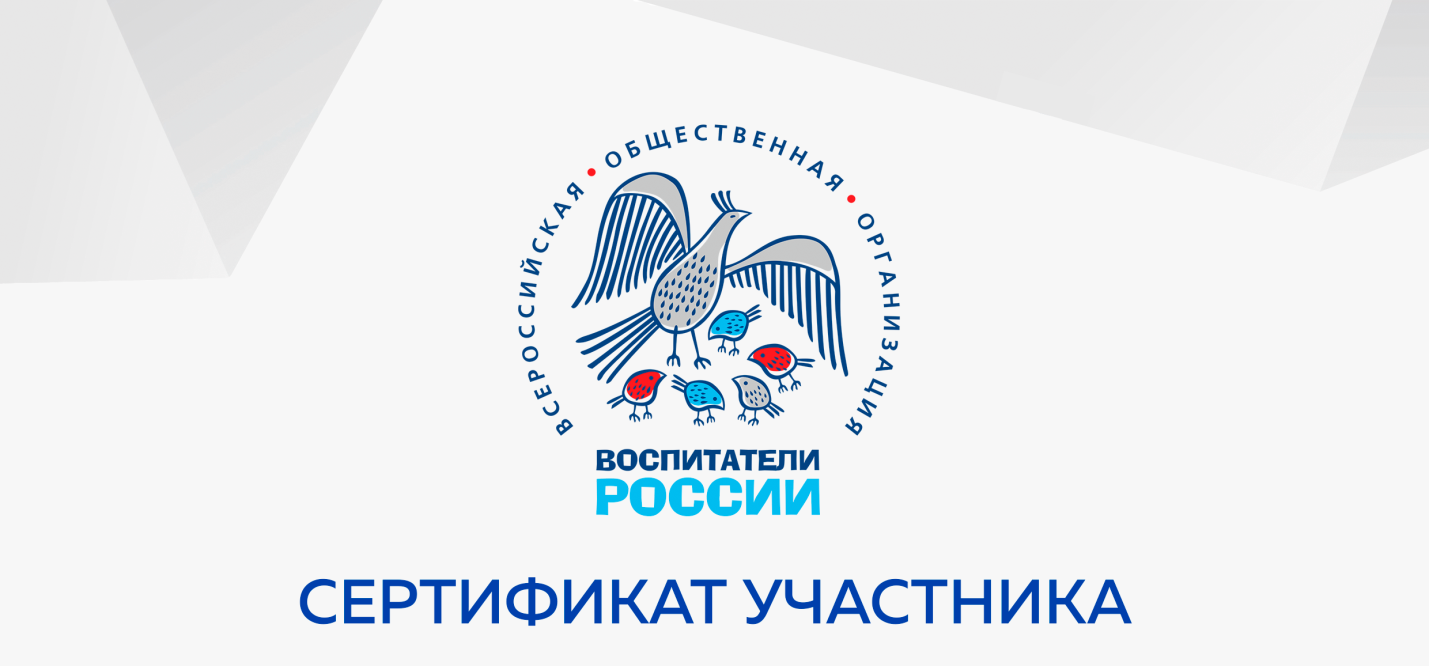 ВСЕРОССИЙСКАЯ • ОБЩЕСТВЕННАЯ • ОРГАНИЗАЦИЯ
ВОСПИТАТЕЛИ
РОССИИ
СЕРТИФИКАТ УЧАСТНИКА